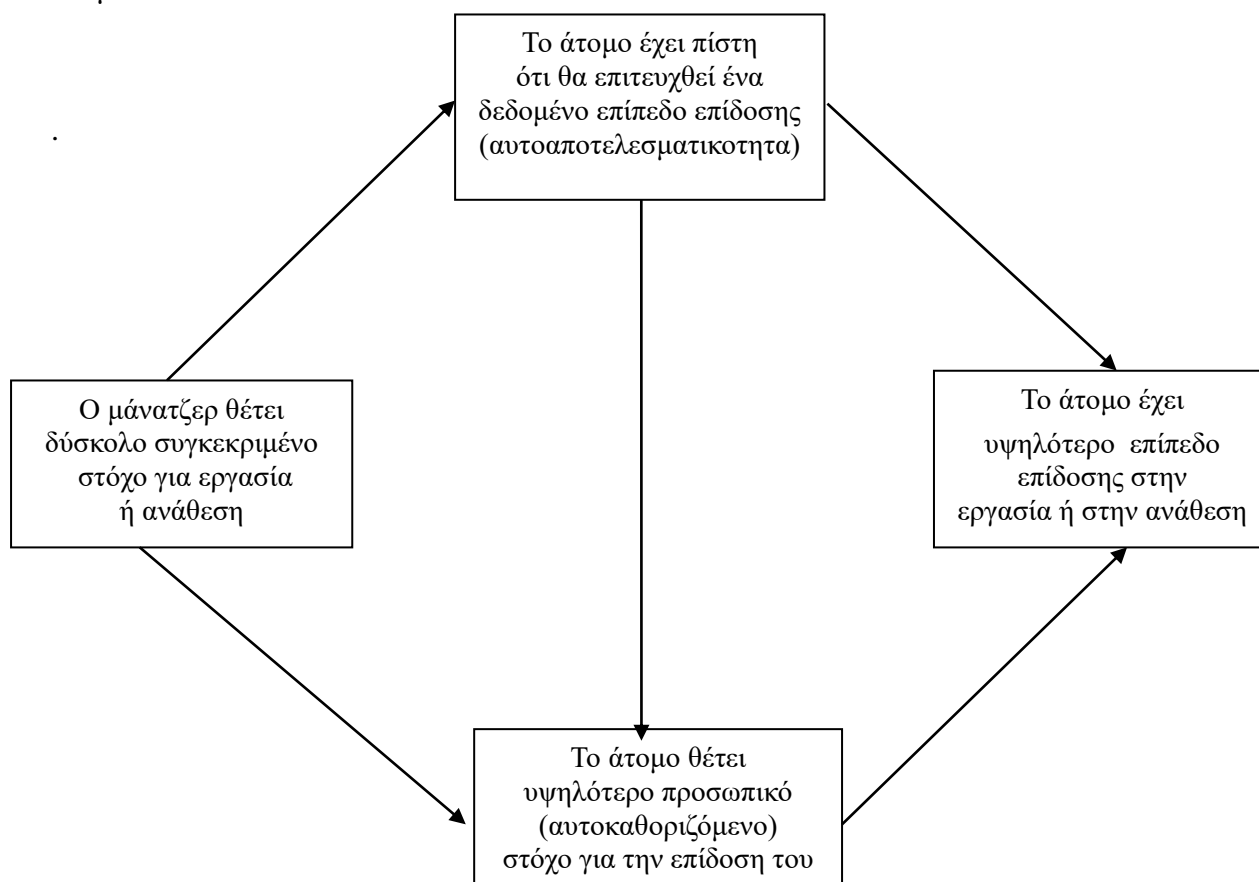 Το άτομο έχει πίστη
ότι θα επιτευχθεί ένα
δεδομένο επίπεδο επίδοσης
(αυτοαποτελεσματικοτητα)
Ο μάνατζερ θέτει
δύσκολο συγκεκριμένο
στόχο για εργασία
ή ανάθεση
Το άτομο έχει
υψηλότερο επίπεδο
επίδοσης στην
εργασία ή στην ανάθεση
Το άτομο θέτει
υψηλότερο προσωπικό
(αυτοκαθοριζόμενο)
στόχο για την επίδοση του